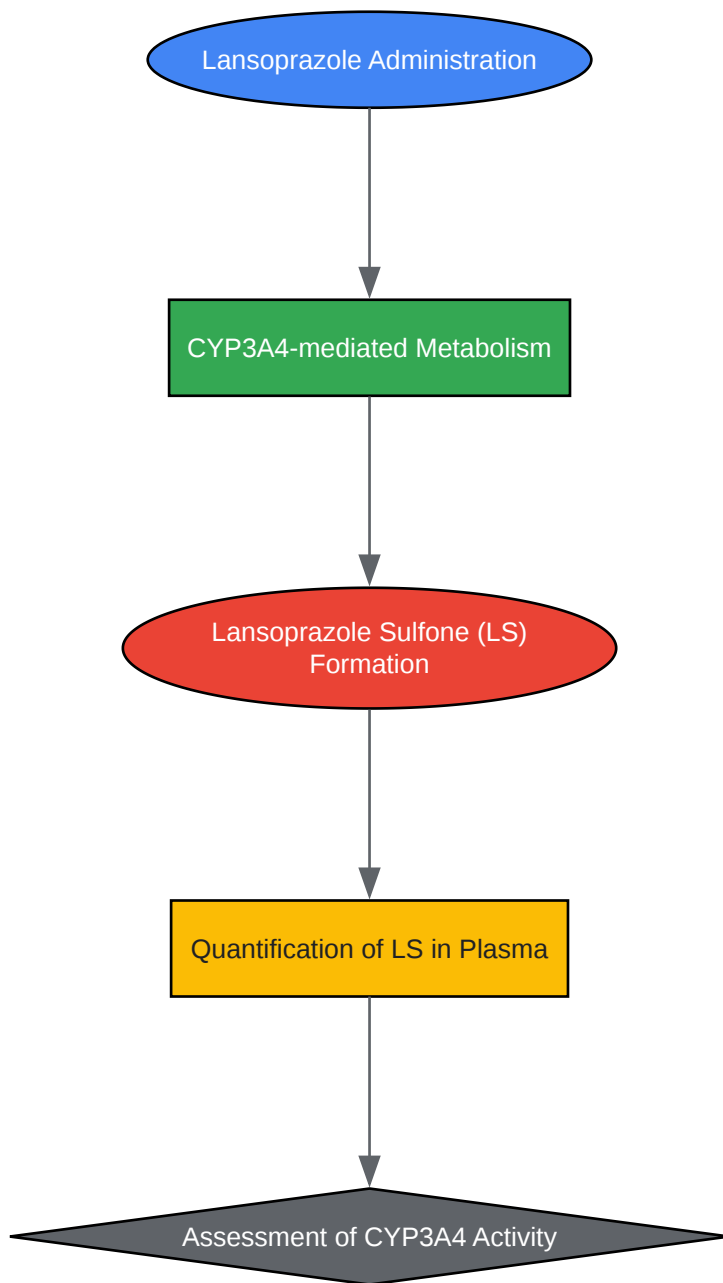 Lansoprazole Administration
CYP3A4-mediated Metabolism
Lansoprazole Sulfone (LS)
Formation
Quantification of LS in Plasma
Assessment of CYP3A4 Activity